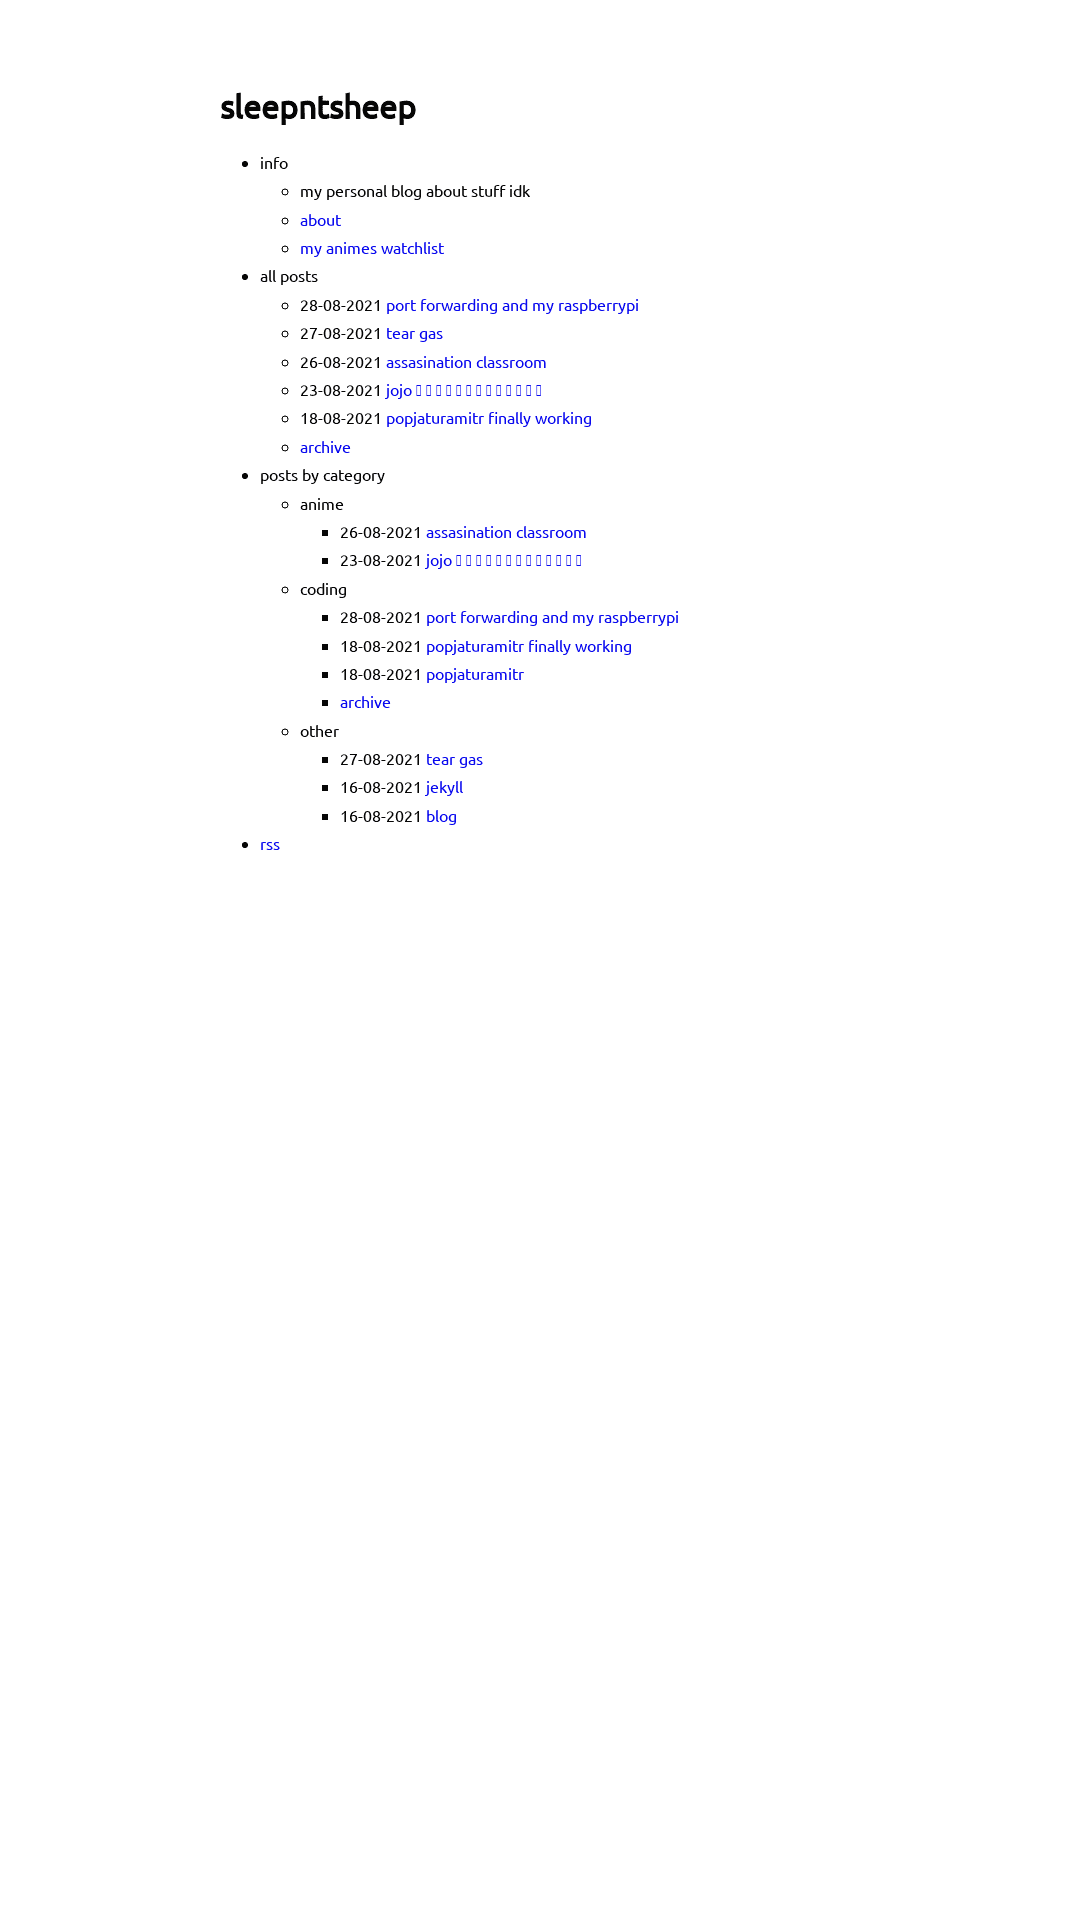 sleepntsheep
info
my personal blog about stuff idk
about
my animes watchlist
all posts
28-08-2021 port forwarding and my raspberrypi
27-08-2021 tear gas
26-08-2021 assasination classroom
23-08-2021 jojo
18-08-2021 popjaturamitr finally working
archive
posts by category
anime
26-08-2021 assasination classroom
23-08-2021 jojo
coding
28-08-2021 port forwarding and my raspberrypi
18-08-2021 popjaturamitr finally working
18-08-2021 popjaturamitr
archive
other
27-08-2021 tear gas
16-08-2021 jekyll
16-08-2021 blog
rss